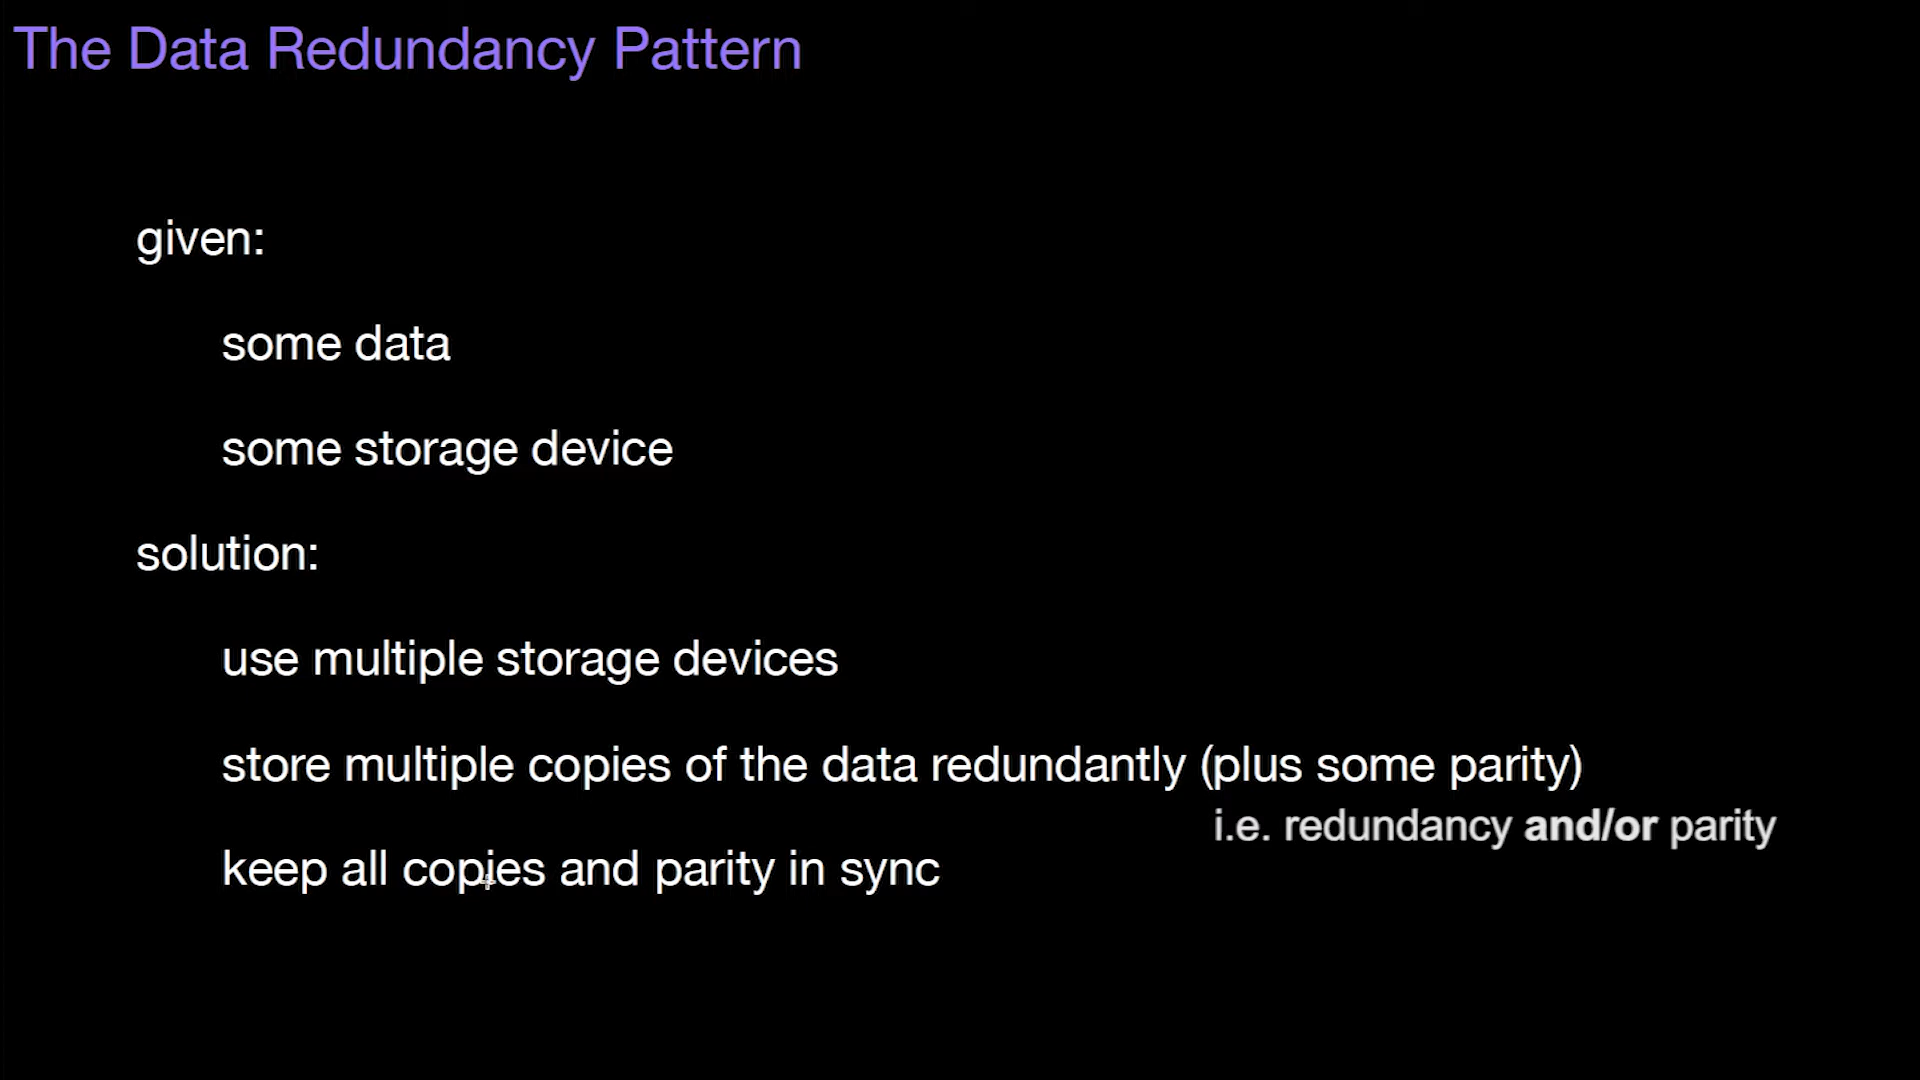 The Data Redundancy Pattern
given:
some data
some storage device
solution:
use multiple storage devices
store multiple copies of the data redundantly (plus some parity)
i.e. redundancy and/or parity
keep all copies and parity in sync